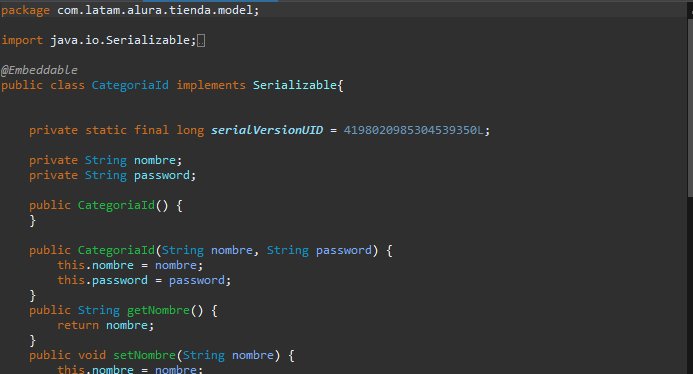 package com.latam.alura.tienda.model;
import java.io.Serializable;
@Embeddable
public class CategoriaId implements Serializable{
private static final long serialVersionUID = 4198020985304539350L;
private String nombre;
private String password;
public CategoriaId() {
}
public CategoriaId(String nombre, String password) {
this.nombre = nombre;
this.password = password;
}
public String getNombre() {
return nombre;
}
public void setNombre(String nombre) {
this.nombre = nombre;